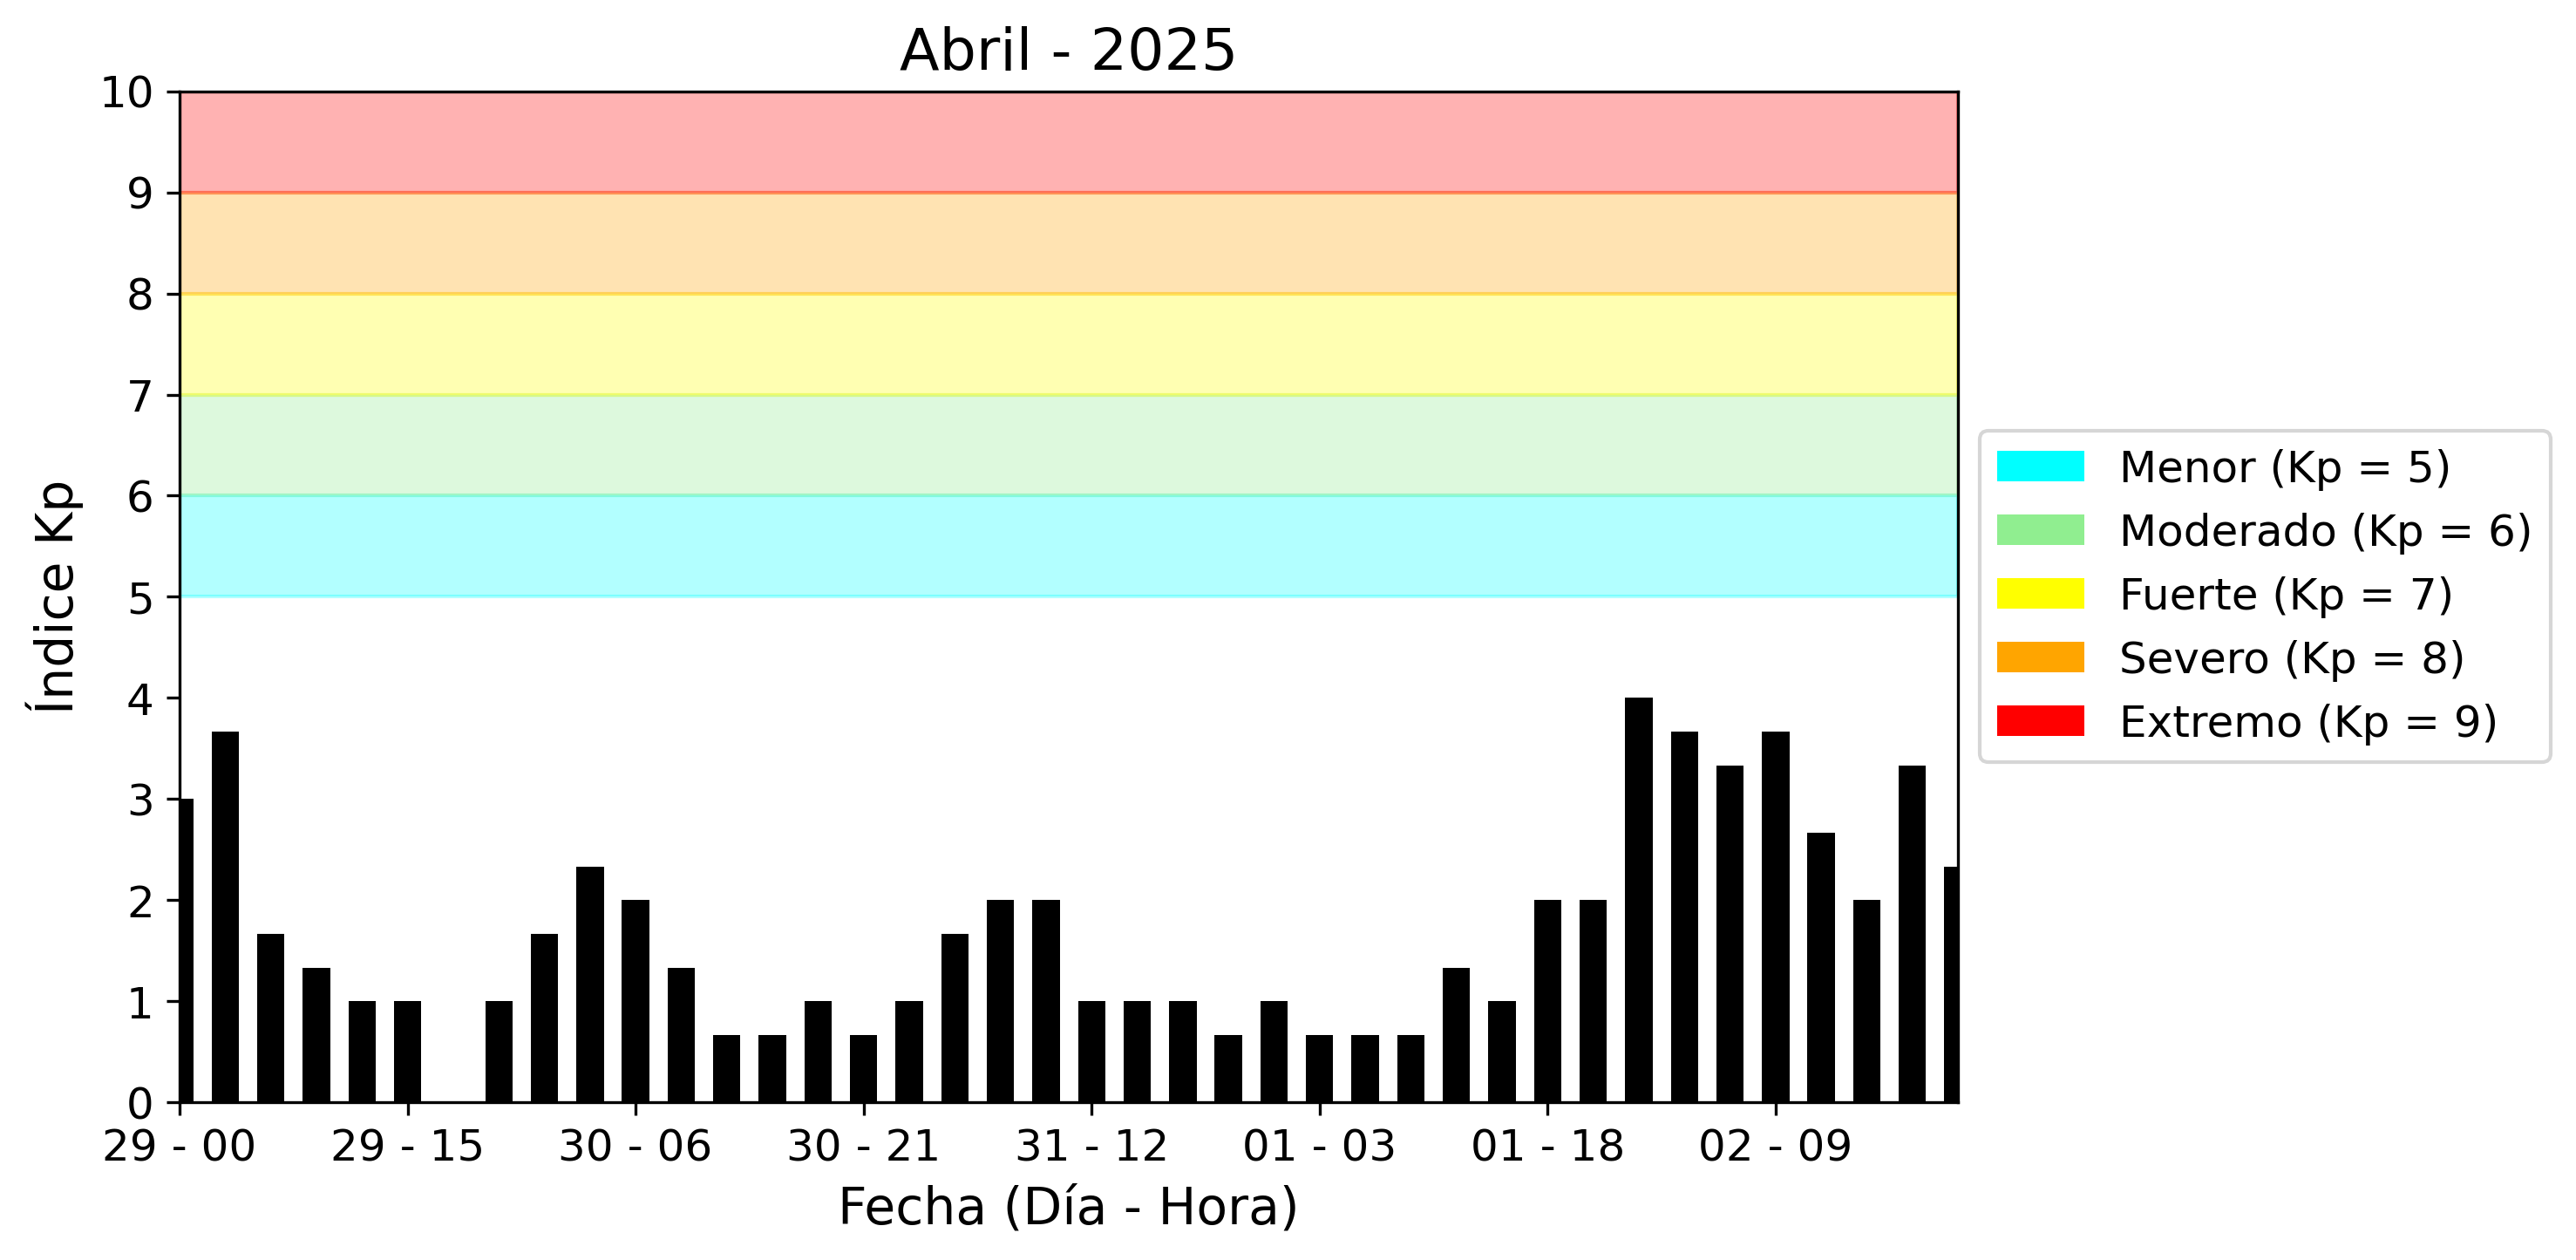 Abril - 2025
10
9
8
7
6
5
4
3
2
1
0
Índice Kp
29 - 00
29 - 15
30 - 06
30 - 21
31 - 12
01 - 03
01 - 18
02 - 09
Fecha (Día - Hora)
Menor (Kp = 5)
Moderado (Kp = 6)
Fuerte (Kp = 7)
Severo (Kp = 8)
Extremo (Kp = 9)